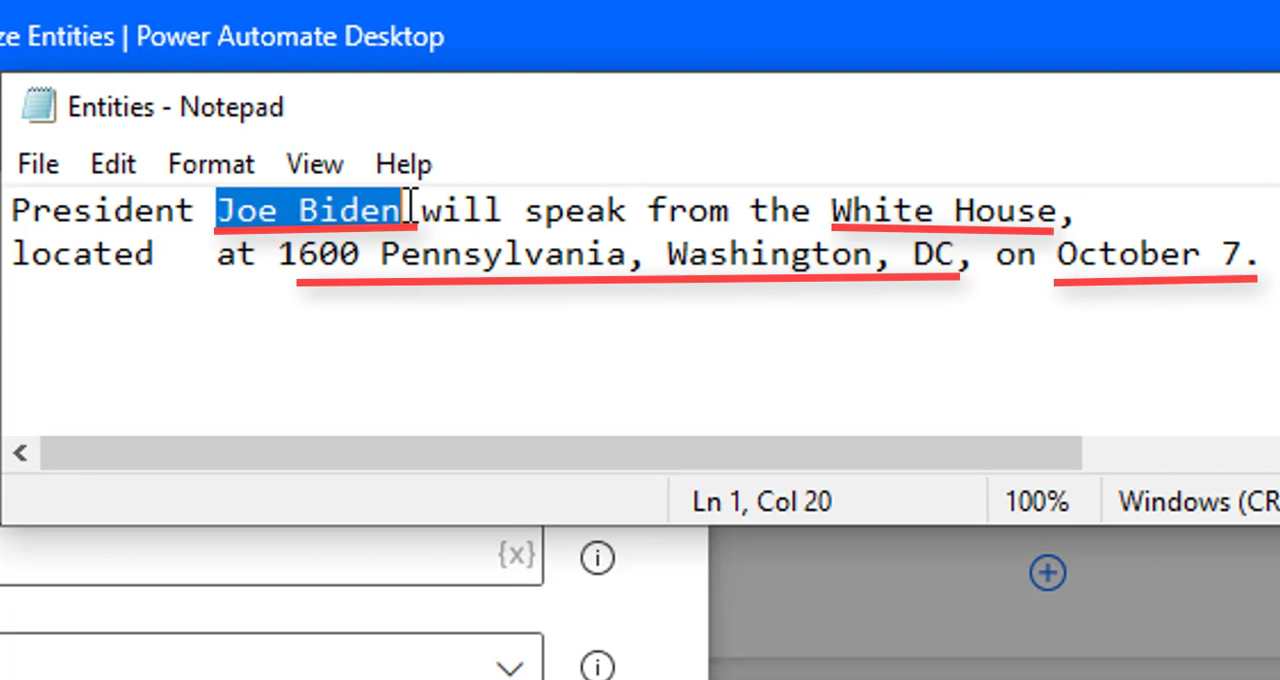 ze Entities | Power Automate Desktop
Entities - Notepad
File Edit Format View Help
President Joe Biden will speak from the White House,
located   at 1600 Pennsylvania, Washington, DC, on October 7.
Ln 1, Col 20 100% Windows (CR
{x}